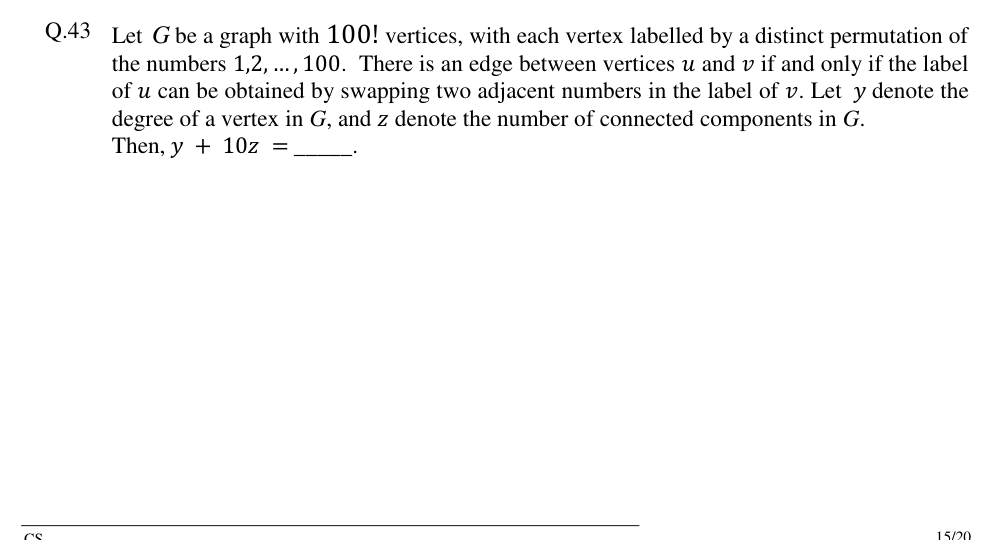 Q.43 Let G be a graph with 100! vertices, with each vertex labelled by a distinct permutation of
the numbers 1,2, … , 100. There is an edge between vertices u and v if and only if the label
of u can be obtained by swapping two adjacent numbers in the label of v. Let y denote the
degree of a vertex in G, and z denote the number of connected components in G.
Then, y + 10z = _____.
CS 15/20